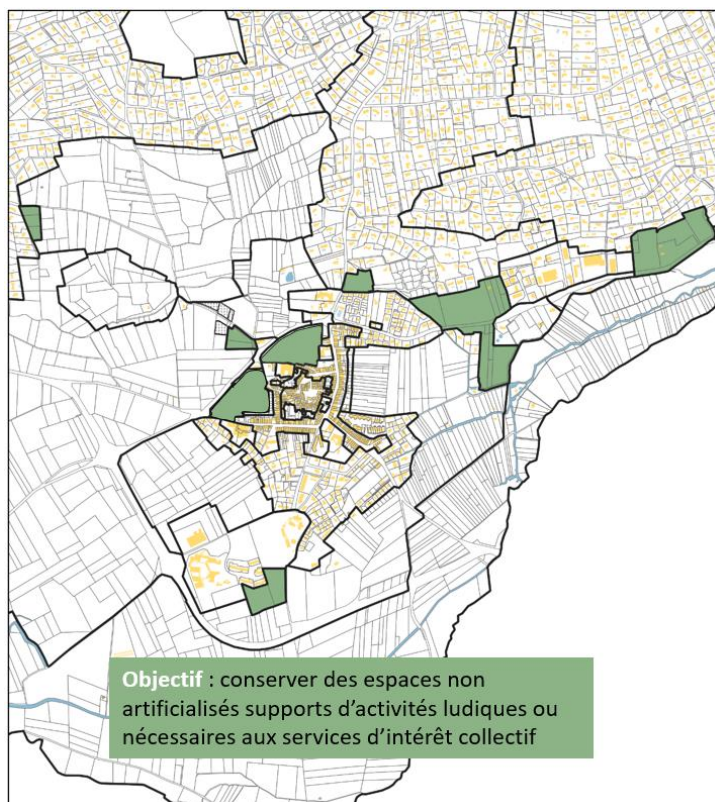 Objectif : conserver des espaces non
artificialisés supports d’activités ludiques ou
nécessaires aux services d’intérêt collectif